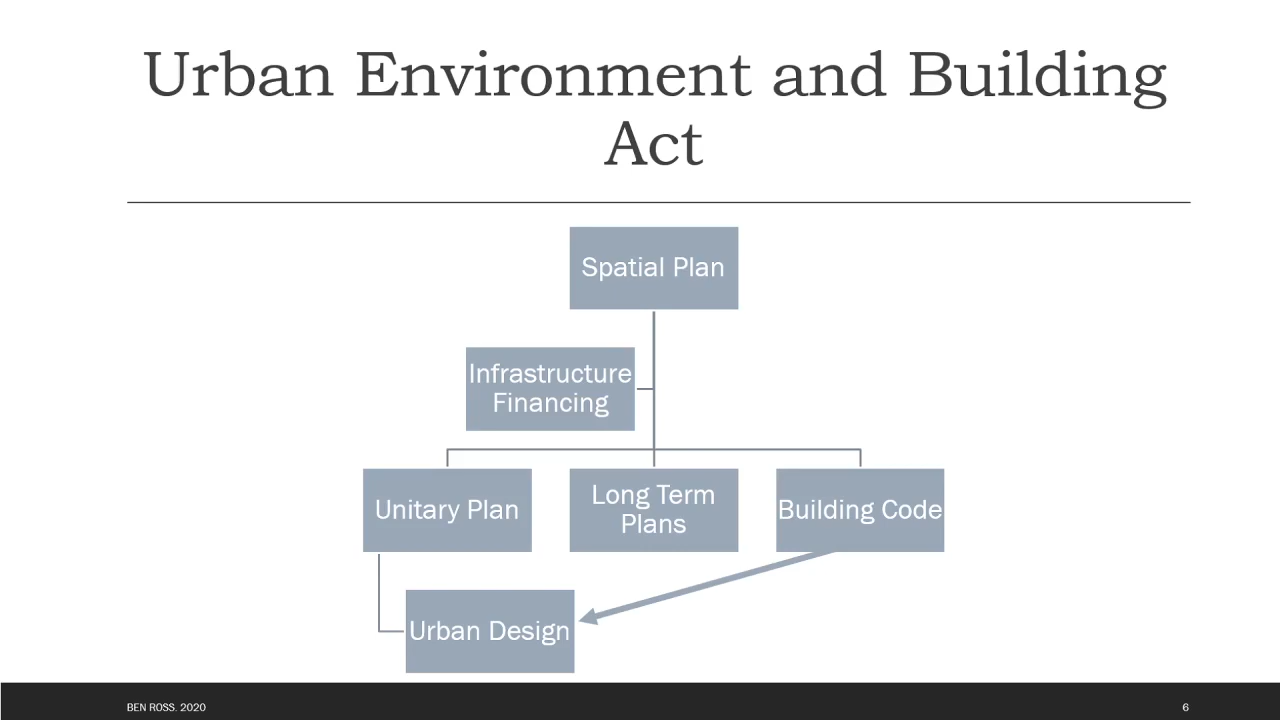 Urban Environment and Building
Act
Spatial Plan
Infrastructure
Financing
Unitary Plan
Long Term
Plans
Building Code
Urban Design
BEN ROSS. 2020
6